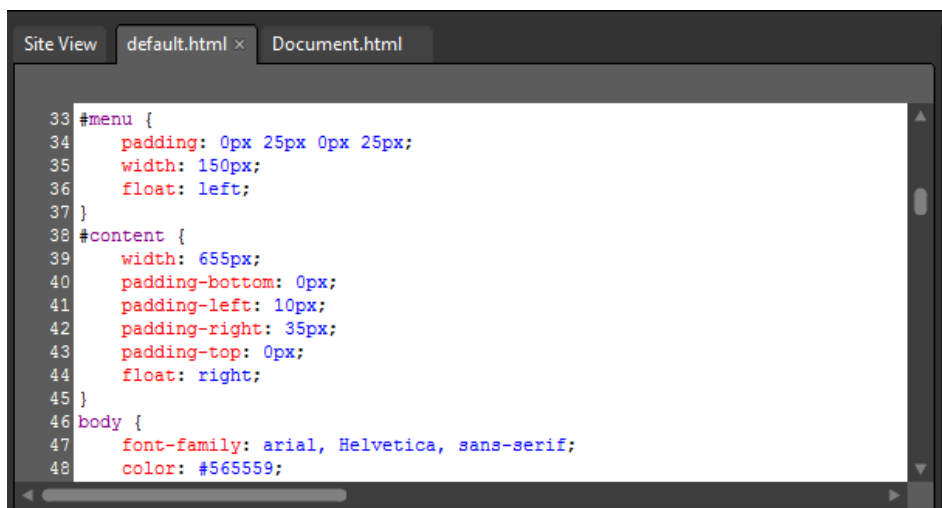 Site View default.html × Document.html
33 #menu {
34 padding: 0px 25px 0px 25px;
35 width: 150px;
36 float: left;
37 }
38 #content {
39 width: 655px;
40 padding-bottom: 0px;
41 padding-left: 10px;
42 padding-right: 35px;
43 padding-top: 0px;
44 float: right;
45 }
46 body {
47 font-family: arial, Helvetica, sans-serif;
48 color: #565559;